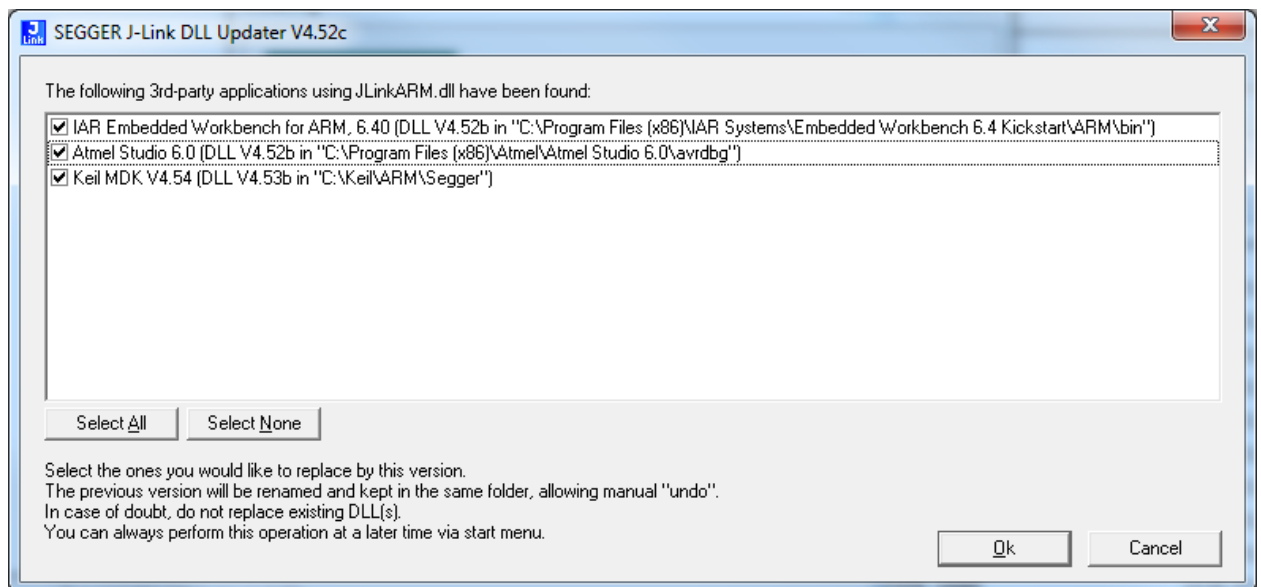 J Link SEGGER J-Link DLL Updater V4.52c
The following 3rd-party applications using JLinkARM.dll have been found:
IAR Embedded Workbench for ARM, 6.40 (DLL V4.52b in "C:\Program Files (x86)\IAR Systems\Embedded Workbench 6.4 Kickstart\ARM\bin")
Atmel Studio 6.0 (DLL V4.52b in "C:\Program Files (x86)\Atmel\Atmel Studio 6.0\avrdbg")
Keil MDK V4.54 (DLL V4.53b in "C:\Keil\ARM\Segger")
Select All Select None
Select the ones you would like to replace by this version.
The previous version will be renamed and kept in the same folder, allowing manual "undo".
In case of doubt, do not replace existing DLL(s).
You can always perform this operation at a later time via start menu.
Ok Cancel